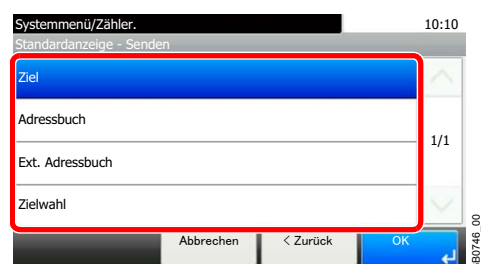 Systemmenü/Zähler. 10:10
Standardanzeige - Senden
Ziel
Adressbuch
1/1
Ext. Adressbuch
Zielwahl
Abbrechen < Zurück OK
B0746_00